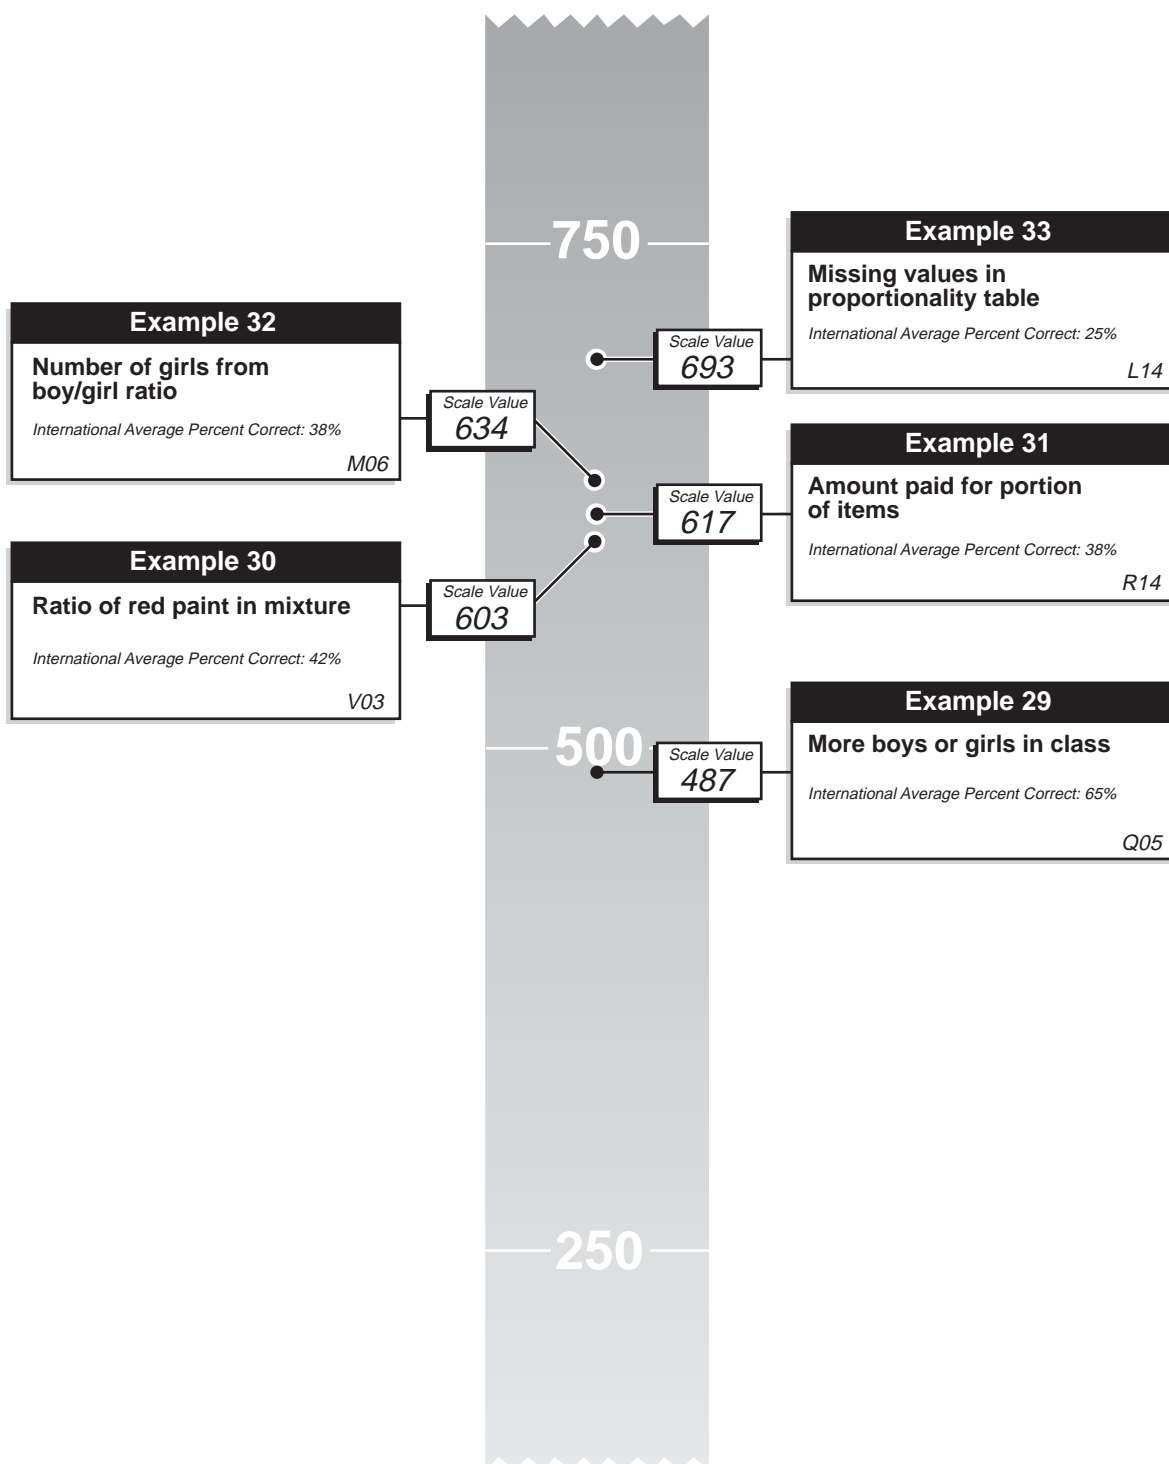 750
Example 33
Missing values in
proportionality table
International Average Percent Correct: 25%
L14
Scale Value
693
Example 32
Number of girls from
boy/girl ratio
International Average Percent Correct: 38%
M06
Scale Value
634
Example 31
Amount paid for portion
of items
International Average Percent Correct: 38%
R14
Scale Value
617
Example 30
Ratio of red paint in mixture
International Average Percent Correct: 42%
V03
Scale Value
603
500
Example 29
More boys or girls in class
International Average Percent Correct: 65%
Q05
Scale Value
487
250